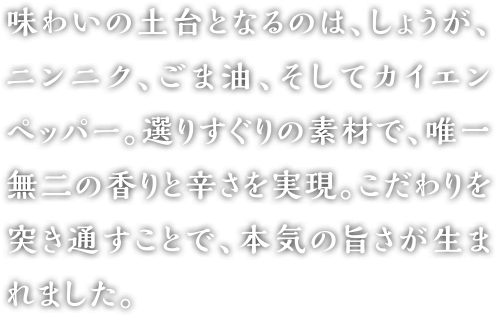 味わいの土台となるのは、しょうが、
ニンニク、ごま油、そしてカイエン
ペッパー。選りすぐりの素材で、唯一
無二の香りと辛さを実現。こだわりを
突き通すことで、本気の旨さが生ま
れました。